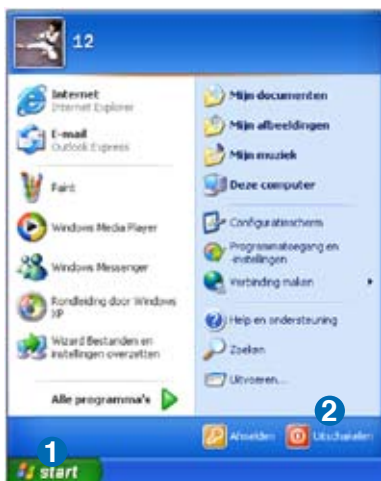 12
Internet
Internet Explorer
E-mail
Outlook Express
Paint
Windows Media Player
Windows Messenger
Rondleiding door Windows
XP
Wizard Bestanden en
instellingen overzetten
Alle programma's
Mijn documenten
Mijn afbeeldingen
Mijn muziek
Deze computer
Configuratiescherm
Programmatoegang en
-instellingen
Verbinding maken
Help en ondersteuning
Zoeken
Uitvoeren...
2
Afmelden
Uitschakelen
1
start